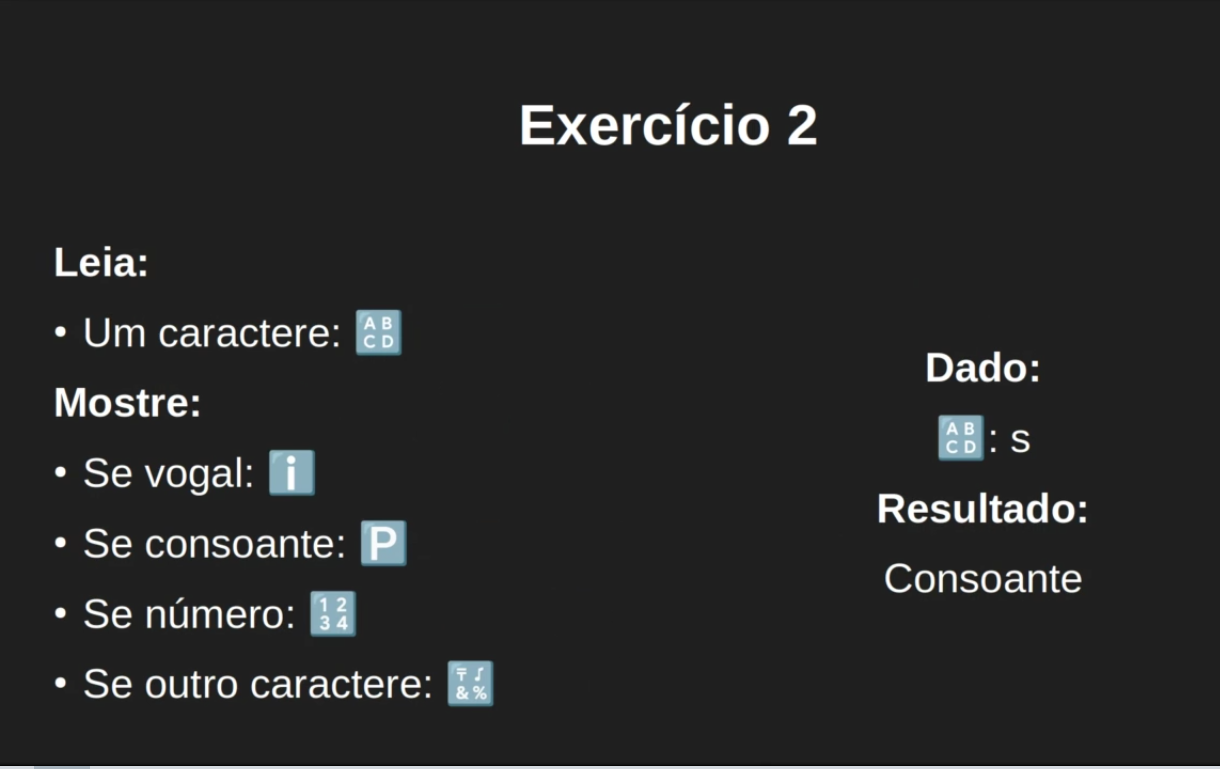 Exercício 2
Leia:
• Um caractere: 🔠
Mostre:
• Se vogal: ℹ️
• Se consoante: 🅿️
• Se número: 🔢
• Se outro caractere: 🔣
Dado:
🔠: s
Resultado:
Consoante